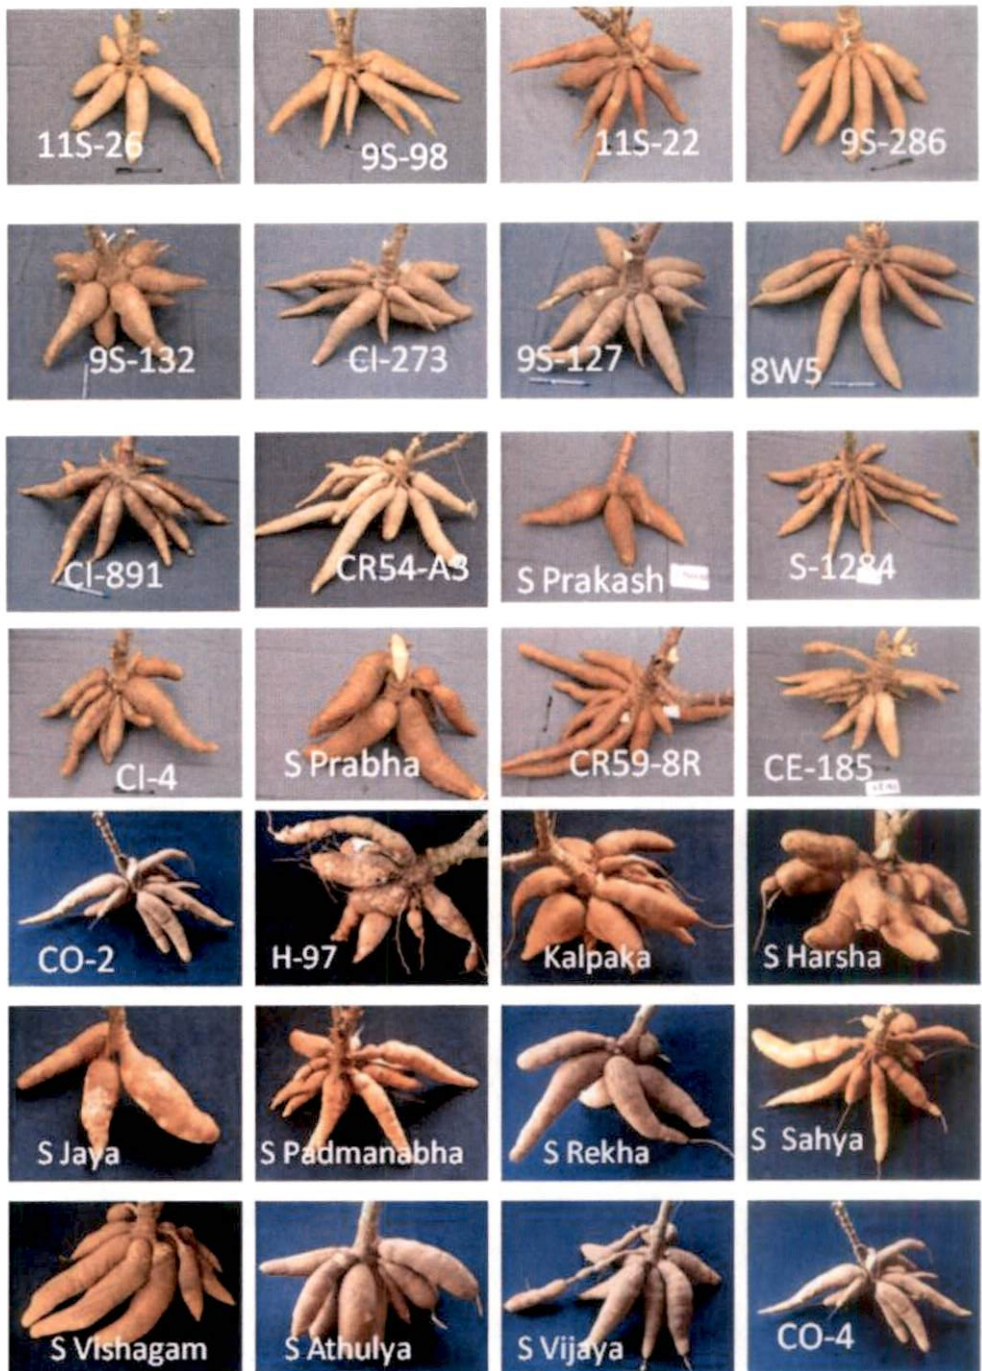 11S-26
9S-98
11S-22
9S-286
9S-132
CI-273
9S-127
8W5
CI-891
CR54-A3
S Prakash
S-1284
CI-4
S Prabha
CR59-8R
CE-185
CO-2
H-97
Kalpaka
S Harsha
S Jaya
S Padmanabha
S Rekha
S Sahya
S Vishagam
S Athulya
S Vijaya
CO-4